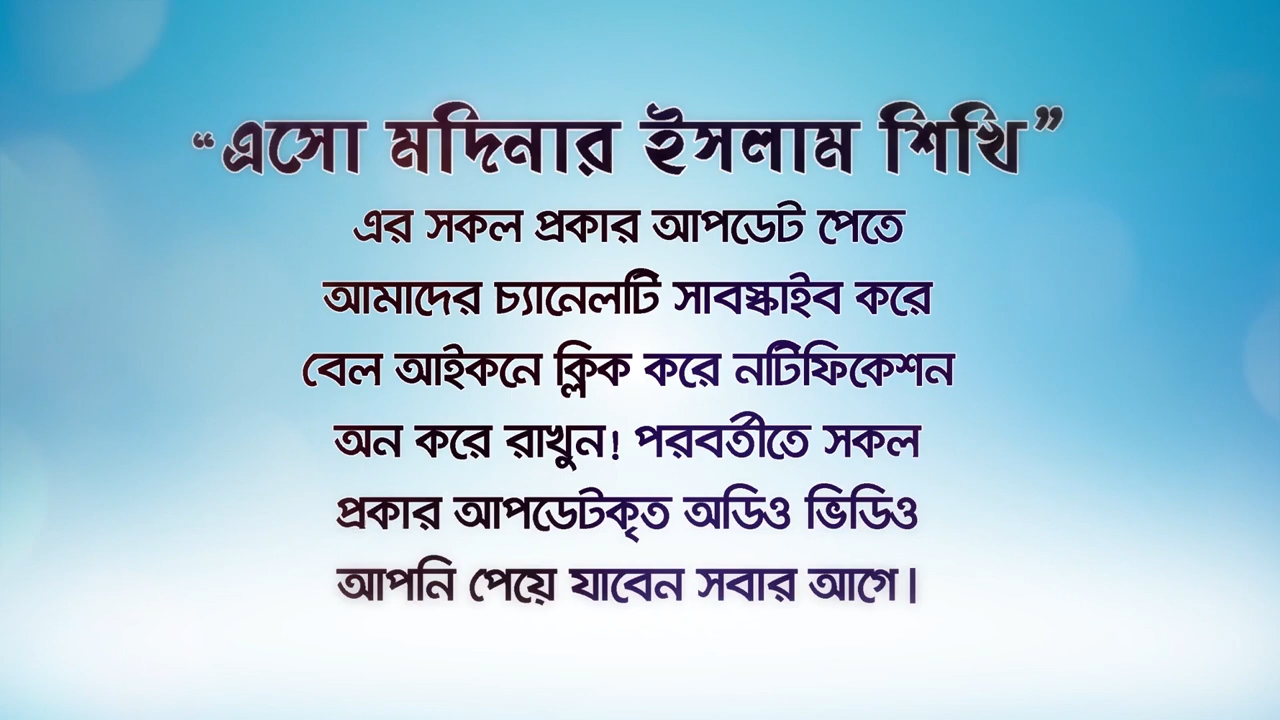 “এসো মদিনার ইসলাম শিখি”
এর সকল প্রকার আপডেট পেতে
আমাদের চ্যানেলটি সাবস্কাইব করে
বেল আইকনে ক্লিক করে নটিফিকেশন
অন করে রাখুন! পরবর্তীতে সকল
প্রকার আপডেটকৃত অডিও ভিডিও
আপনি পেয়ে যাবেন সবার আগে।